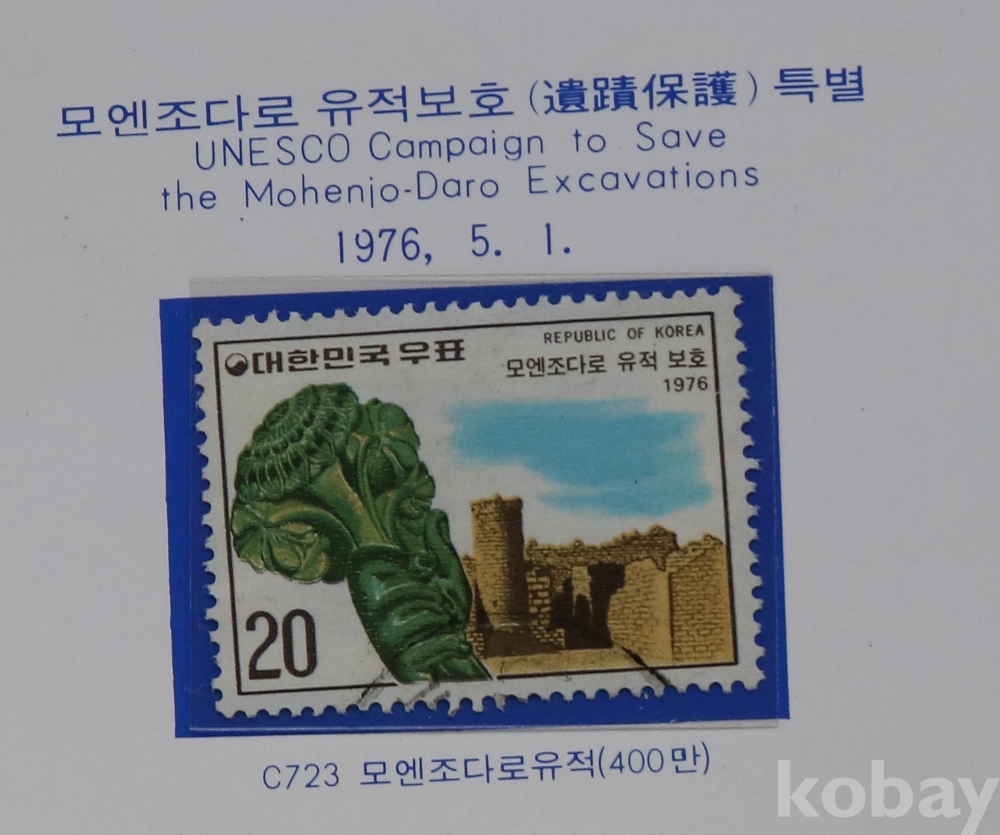 모엔조다로 유적보호 (遺蹟保護) 특별
UNESCO Campaign to Save
the Mohenjo-Daro Excavations
1976, 5. 1.
대한민국우표
REPUBLIC OF KOREA
모엔조다로 유적 보호
1976
20
C723 모엔조다로유적(400만)
kobay